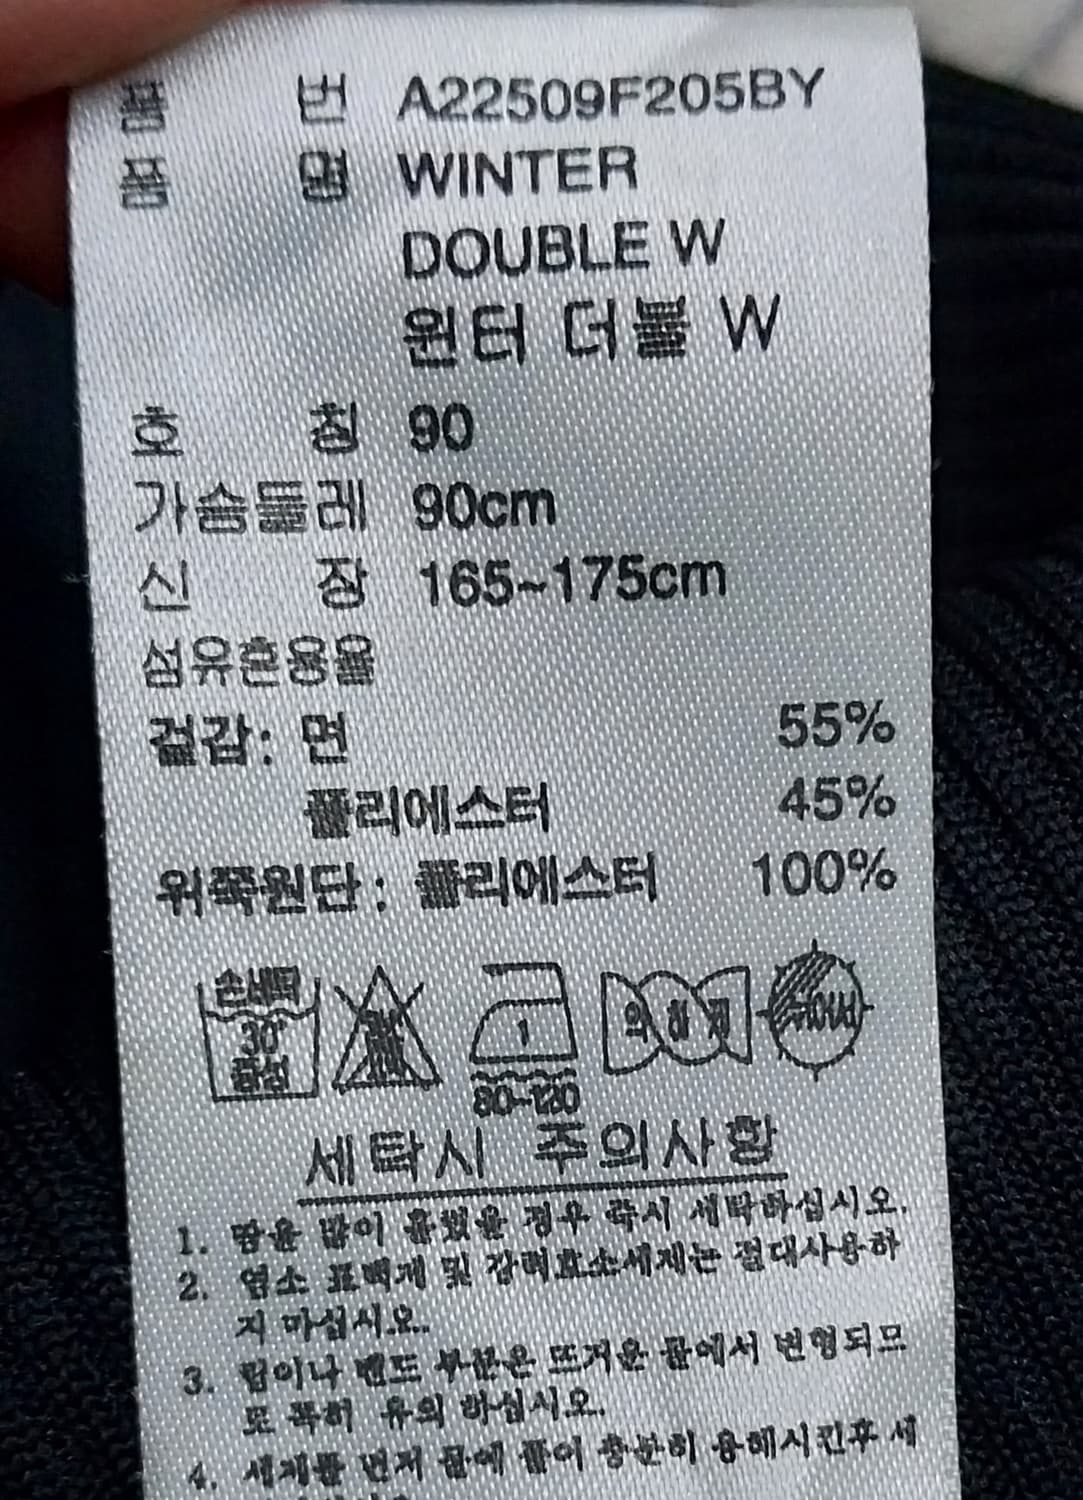 품 번 A22509F205BY
품 명 WINTER
DOUBLE W
윈터 더블 W
호 칭 90
가슴둘레 90cm
신 장 165~175cm
섬유혼용율
겉감: 면 55%
폴리에스터 45%
위쪽원단: 폴리에스터 100%
손세탁
30°
중성
1
80~120
의류
세탁시 주의사항
1. 땀을 많이 흘렸을 경우 즉시 세탁하십시오.
2. 염소 표백제 및 강력효소세제는 절대사용하
지 마십시오.
3. 립이나 밴드 부분은 뜨거운 물에서 변형되므
로 특히 유의 하십시오.
4. 세제를 먼저 물에 풀어 충분히 용해시킨후 세